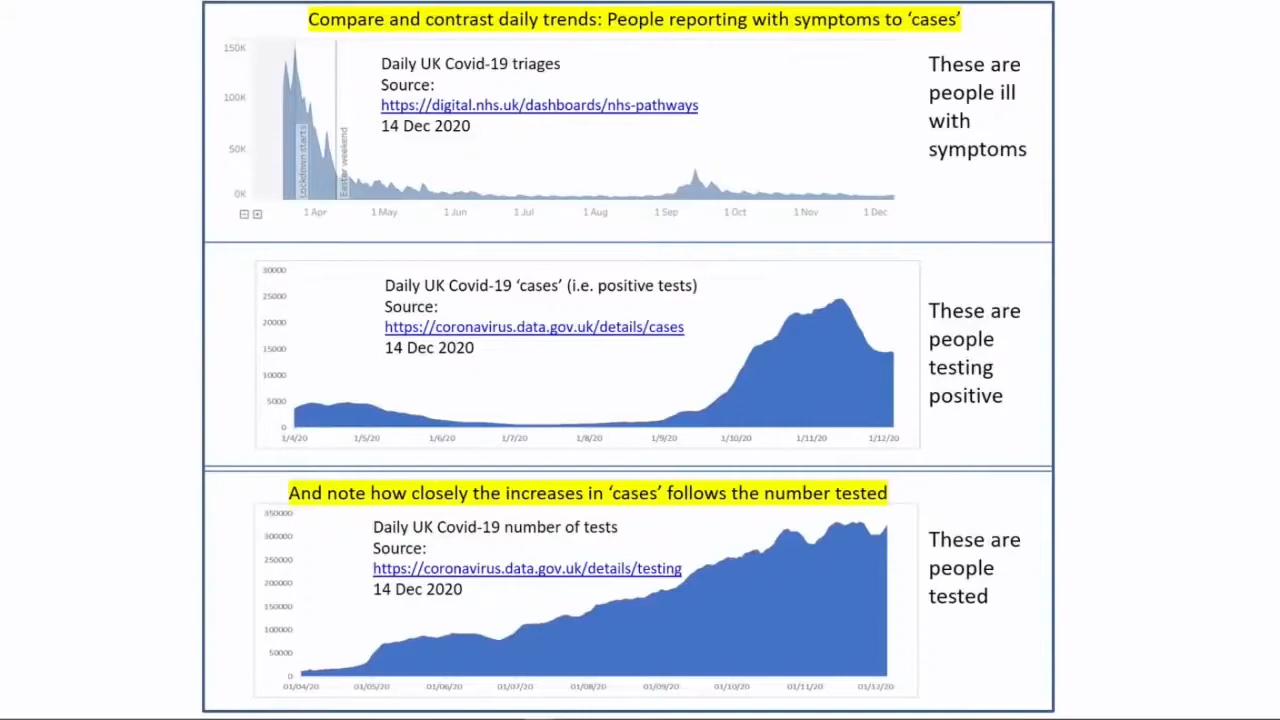 Compare and contrast daily trends: People reporting with symptoms to ‘cases’
150K
100K
50K
0K
Daily UK Covid-19 triages
Source:
https://digital.nhs.uk/dashboards/nhs-pathways
14 Dec 2020
Lockdown starts
Easter weekend
1 Apr 1 May 1 Jun 1 Jul 1 Aug 1 Sep 1 Oct 1 Nov 1 Dec
These are
people ill
with
symptoms
30000
25000
20000
15000
10000
5000
0
Daily UK Covid-19 ‘cases’ (i.e. positive tests)
Source:
https://coronavirus.data.gov.uk/details/cases
14 Dec 2020
1/4/20 1/5/20 1/6/20 1/7/20 1/8/20 1/9/20 1/10/20 1/11/20 1/12/20
These are
people
testing
positive
And note how closely the increases in ‘cases’ follows the number tested
350000
300000
250000
200000
150000
100000
50000
0
Daily UK Covid-19 number of tests
Source:
https://coronavirus.data.gov.uk/details/testing
14 Dec 2020
01/04/20 01/05/20 01/06/20 01/07/20 01/08/20 01/09/20 01/10/20 01/11/20 01/12/20
These are
people
tested